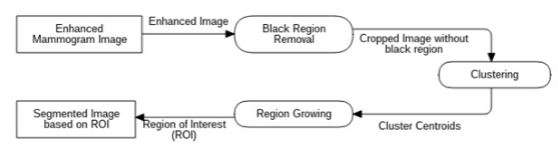 Enhanced
Mammogram Image
Enhanced Image
Black Region
Removal
Cropped Image without
black region
Clustering
Cluster Centroids
Region Growing
Region of Interest
(ROI)
Segmented Image
based on ROI